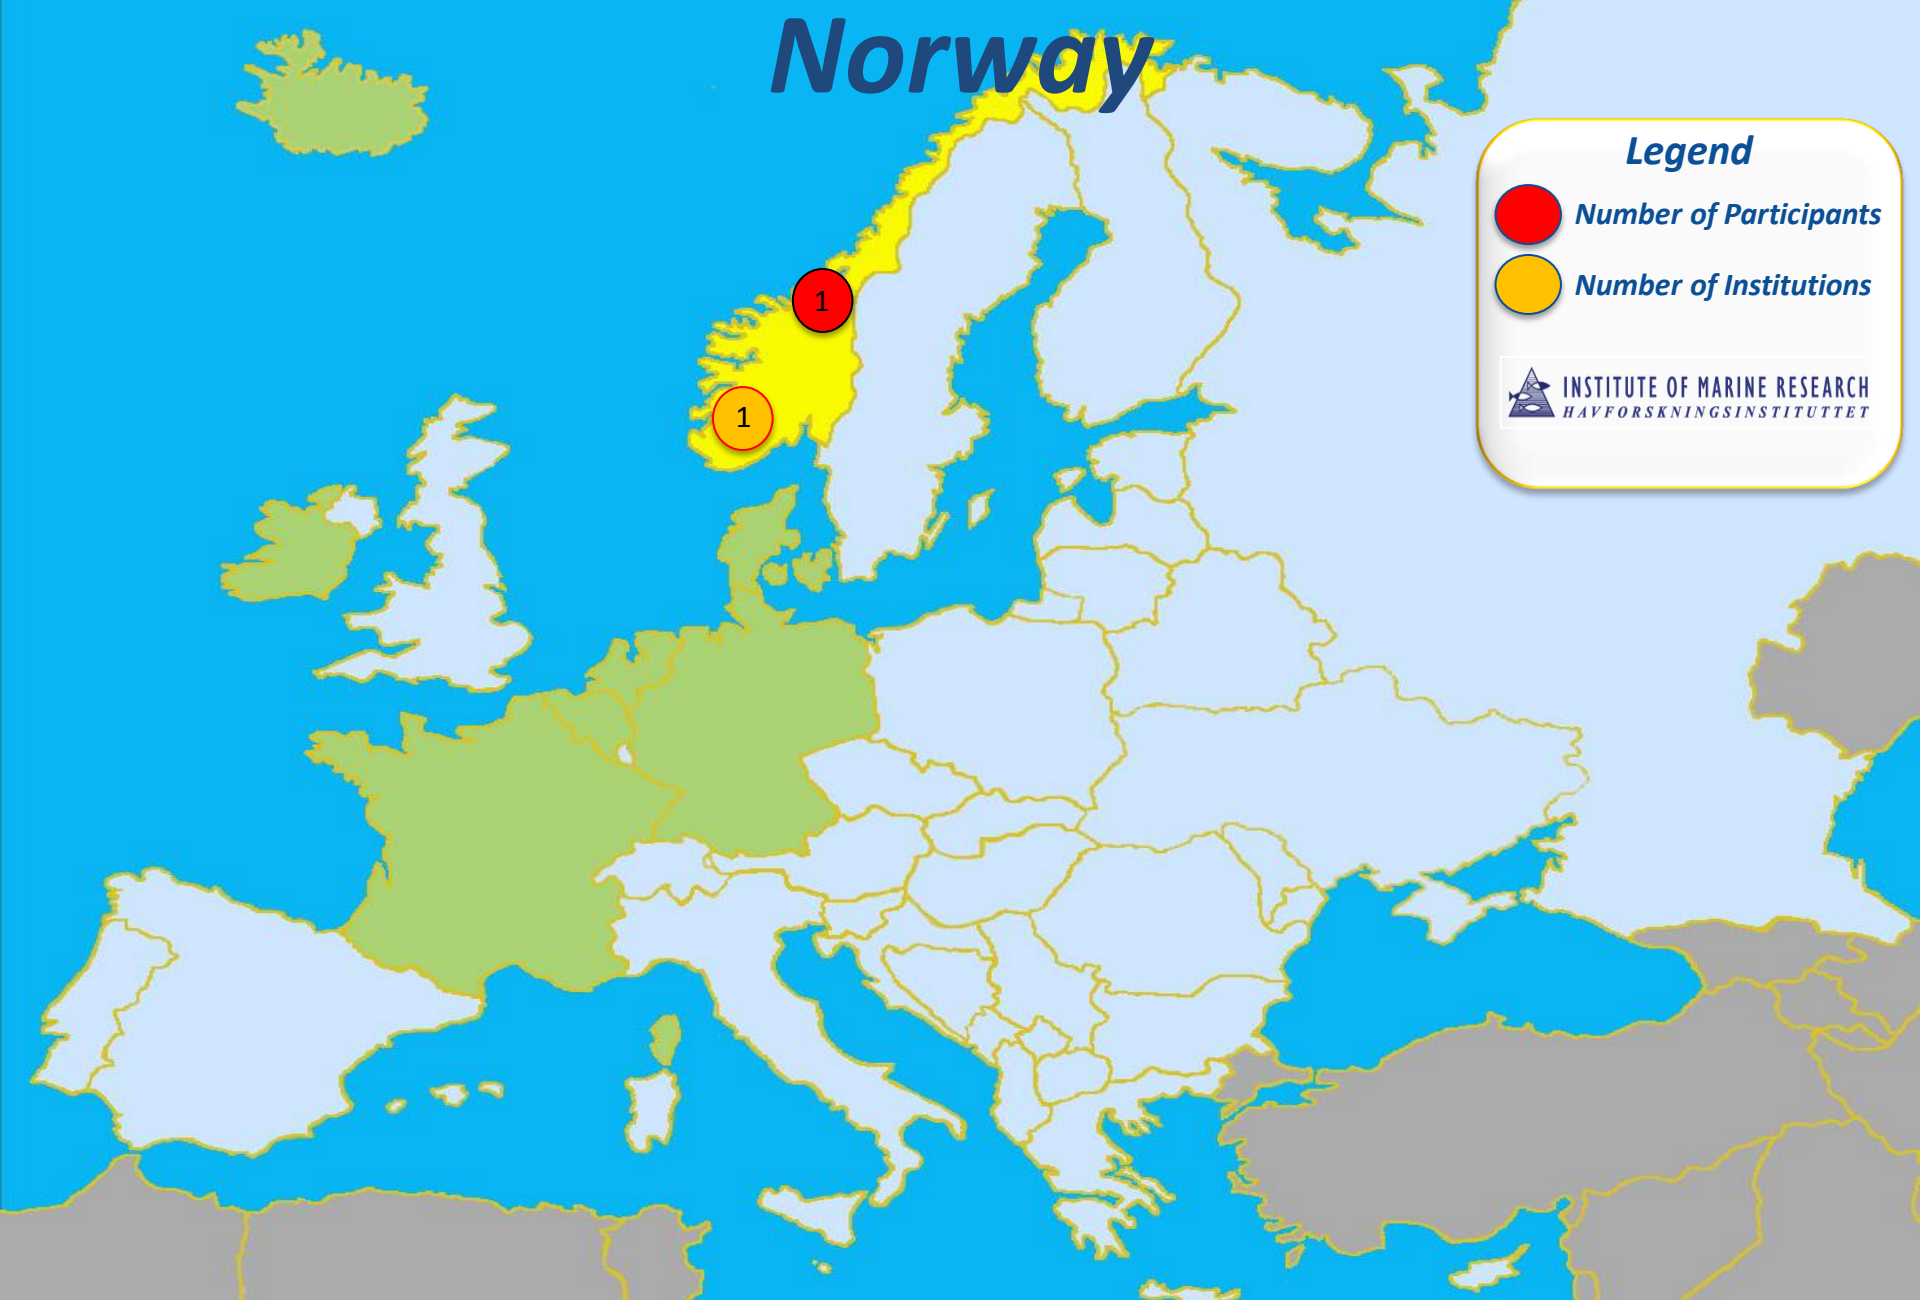 Norway
Legend
Number of Participants
Number of Institutions
INSTITUTE OF MARINE RESEARCH
HAVFORSKNINGSINSTITUTTET
1
1